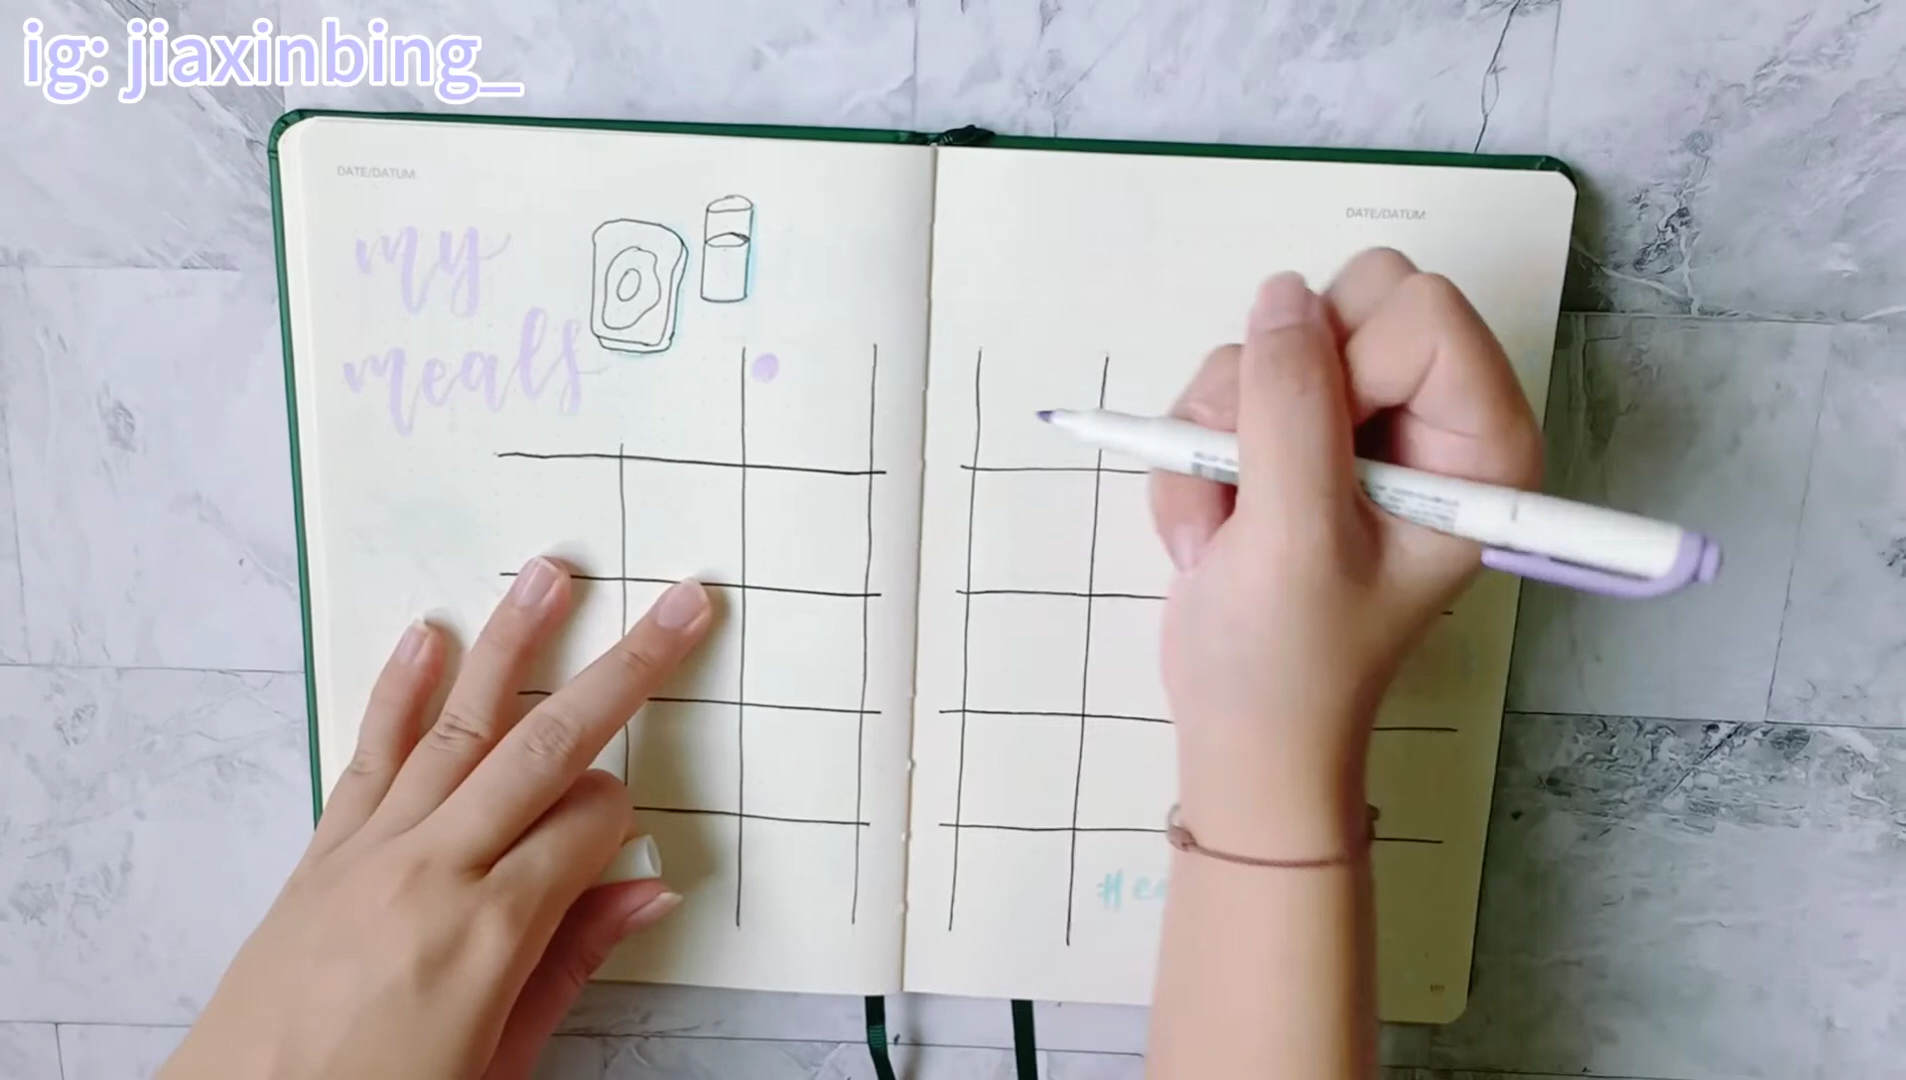 ig: jiaxinbing_
DATE/DATUM:
DATE/DATUM:
my
meals